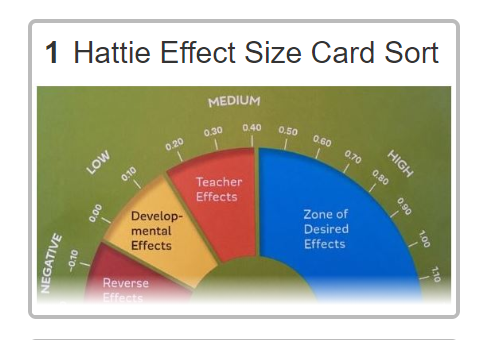 1 Hattie Effect Size Card Sort
MEDIUM
LOW
HIGH
NEGATIVE
-0.10
0.00
0.10
0.20
0.30
0.40
0.50
0.60
0.70
0.80
0.90
1.00
1.10
Reverse
Effects
Develop-
mental
Effects
Teacher
Effects
Zone of
Desired
Effects